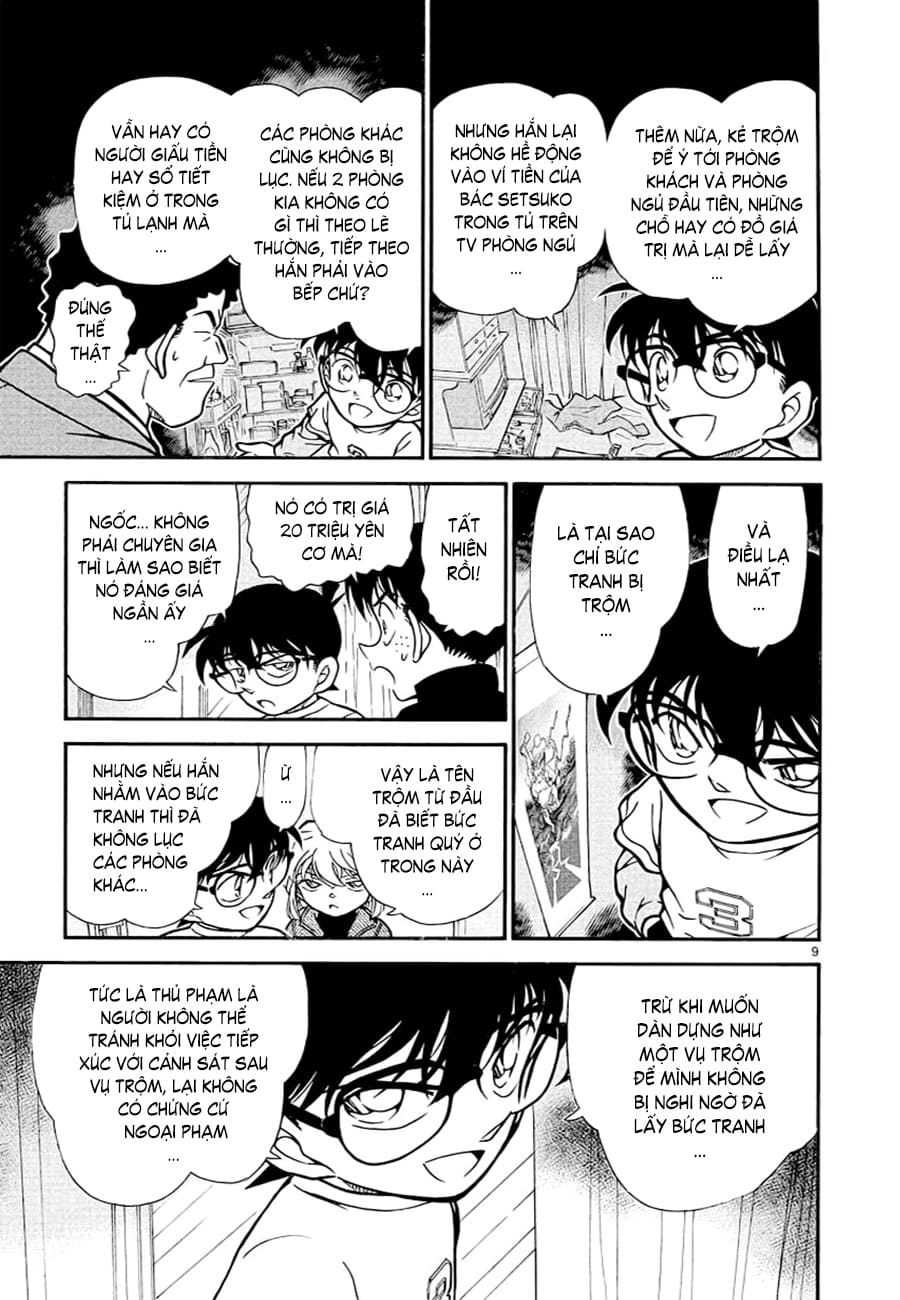 THÊM NỮA, KẺ TRỘM
ĐỂ Ý TỚI PHÒNG
KHÁCH VÀ PHÒNG
NGỦ ĐẦU TIÊN, NHỮNG
CHỖ HAY CÓ ĐỒ GIÁ
TRỊ MÀ LẠI DỄ LẤY
...
NHƯNG HẮN LẠI
KHÔNG HỀ ĐỘNG
VÀO VÍ TIỀN CỦA
BÁC SETSUKO
TRONG TỦ TRÊN
TV PHÒNG NGỦ
...
CÁC PHÒNG KHÁC
CŨNG KHÔNG BỊ
LỤC. NẾU 2 PHÒNG
KIA KHÔNG CÓ
GÌ THÌ THEO LẼ
THƯỜNG, TIẾP THEO
HẮN PHẢI VÀO
BẾP CHỨ?
VẪN HAY CÓ
NGƯỜI GIẤU TIỀN
HAY SỔ TIẾT
KIỆM Ở TRONG
TỦ LẠNH MÀ
...
ĐÚNG
THẾ
THẬT
...
VÀ
ĐIỀU LẠ
NHẤT
...
LÀ TẠI SAO
CHỈ BỨC
TRANH BỊ
TRỘM
...
3
TẤT
NHIÊN
RỒI!
NÓ CÓ TRỊ GIÁ
20 TRIỆU YÊN
CƠ MÀ!
NGỐC... KHÔNG
PHẢI CHUYÊN GIA
THÌ LÀM SAO BIẾT
NÓ ĐÁNG GIÁ
NGẦN ẤY
...
VẬY LÀ TÊN
TRỘM TỪ ĐẦU
ĐÃ BIẾT BỨC
TRANH QUÝ Ở
TRONG NÀY
...
Ừ
...
NHƯNG NẾU HẮN
NHẰM VÀO BỨC
TRANH THÌ ĐÃ
KHÔNG LỤC
CÁC PHÒNG
KHÁC...
9
TRỪ KHI MUỐN
DÀN DỰNG NHƯ
MỘT VỤ TRỘM
ĐỂ MÌNH KHÔNG
BỊ NGHI NGỜ ĐÃ
LẤY BỨC TRANH
...
TỨC LÀ THỦ PHẠM LÀ
NGƯỜI KHÔNG THỂ
TRÁNH KHỎI VIỆC TIẾP
XÚC VỚI CẢNH SÁT SAU
VỤ TRỘM, LẠI KHÔNG
CÓ CHỨNG CỨ
NGOẠI PHẠM
...
3